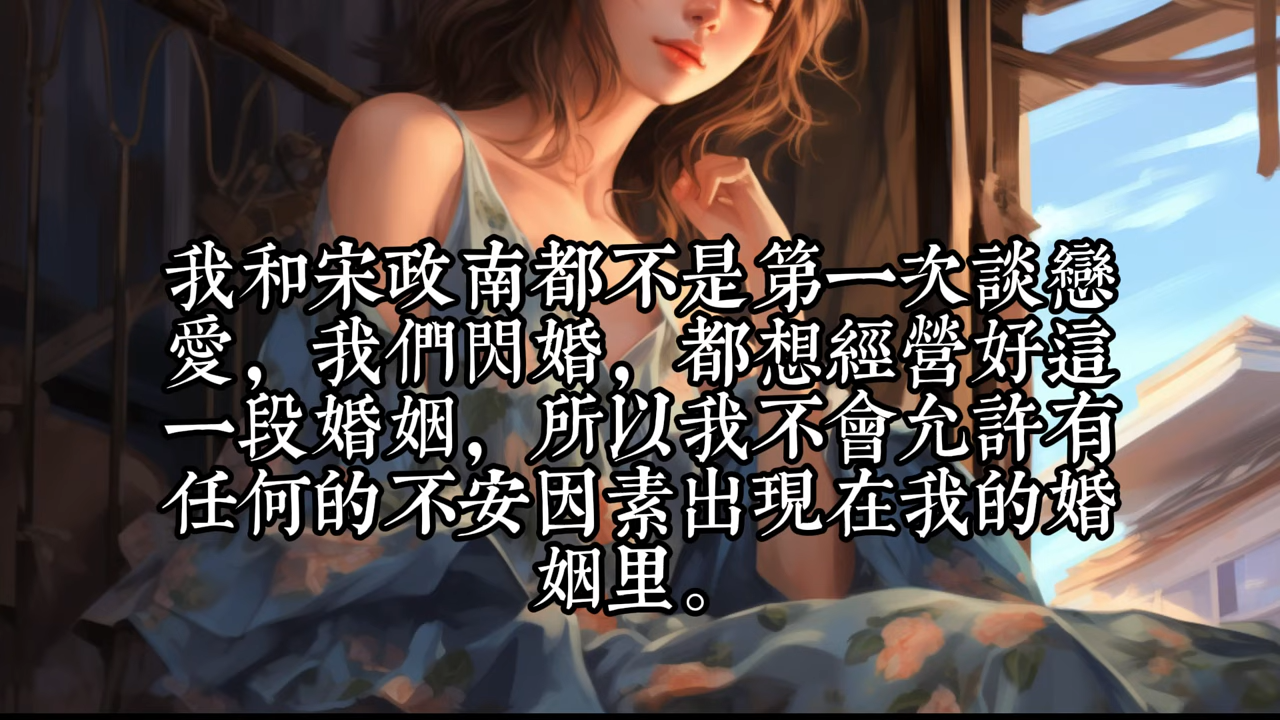 我和宋政南都不是第一次談戀
愛，我們閃婚，都想經營好這
一段婚姻，所以我不會允許有
任何的不安因素出現在我的婚
姻里。